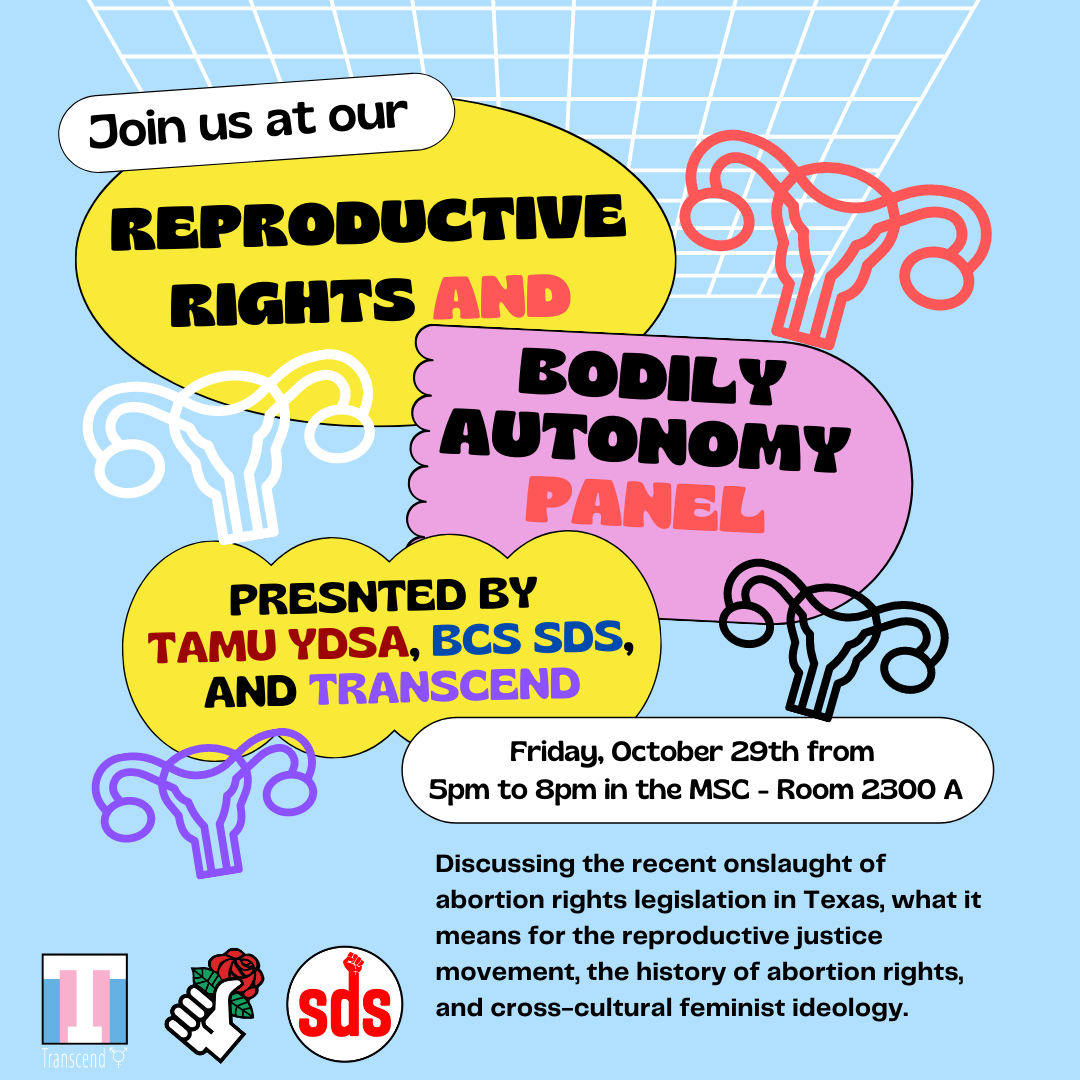 Join us at our
REPRODUCTIVE
RIGHTS AND
BODILY
AUTONOMY
PANEL
PRESNTED BY
TAMU YDSA, BCS SDS,
AND TRANSCEND
Friday, October 29th from
5pm to 8pm in the MSC - Room 2300 A
Discussing the recent onslaught of
abortion rights legislation in Texas, what it
means for the reproductive justice
movement, the history of abortion rights,
and cross-cultural feminist ideology.
T
Transcend
sds